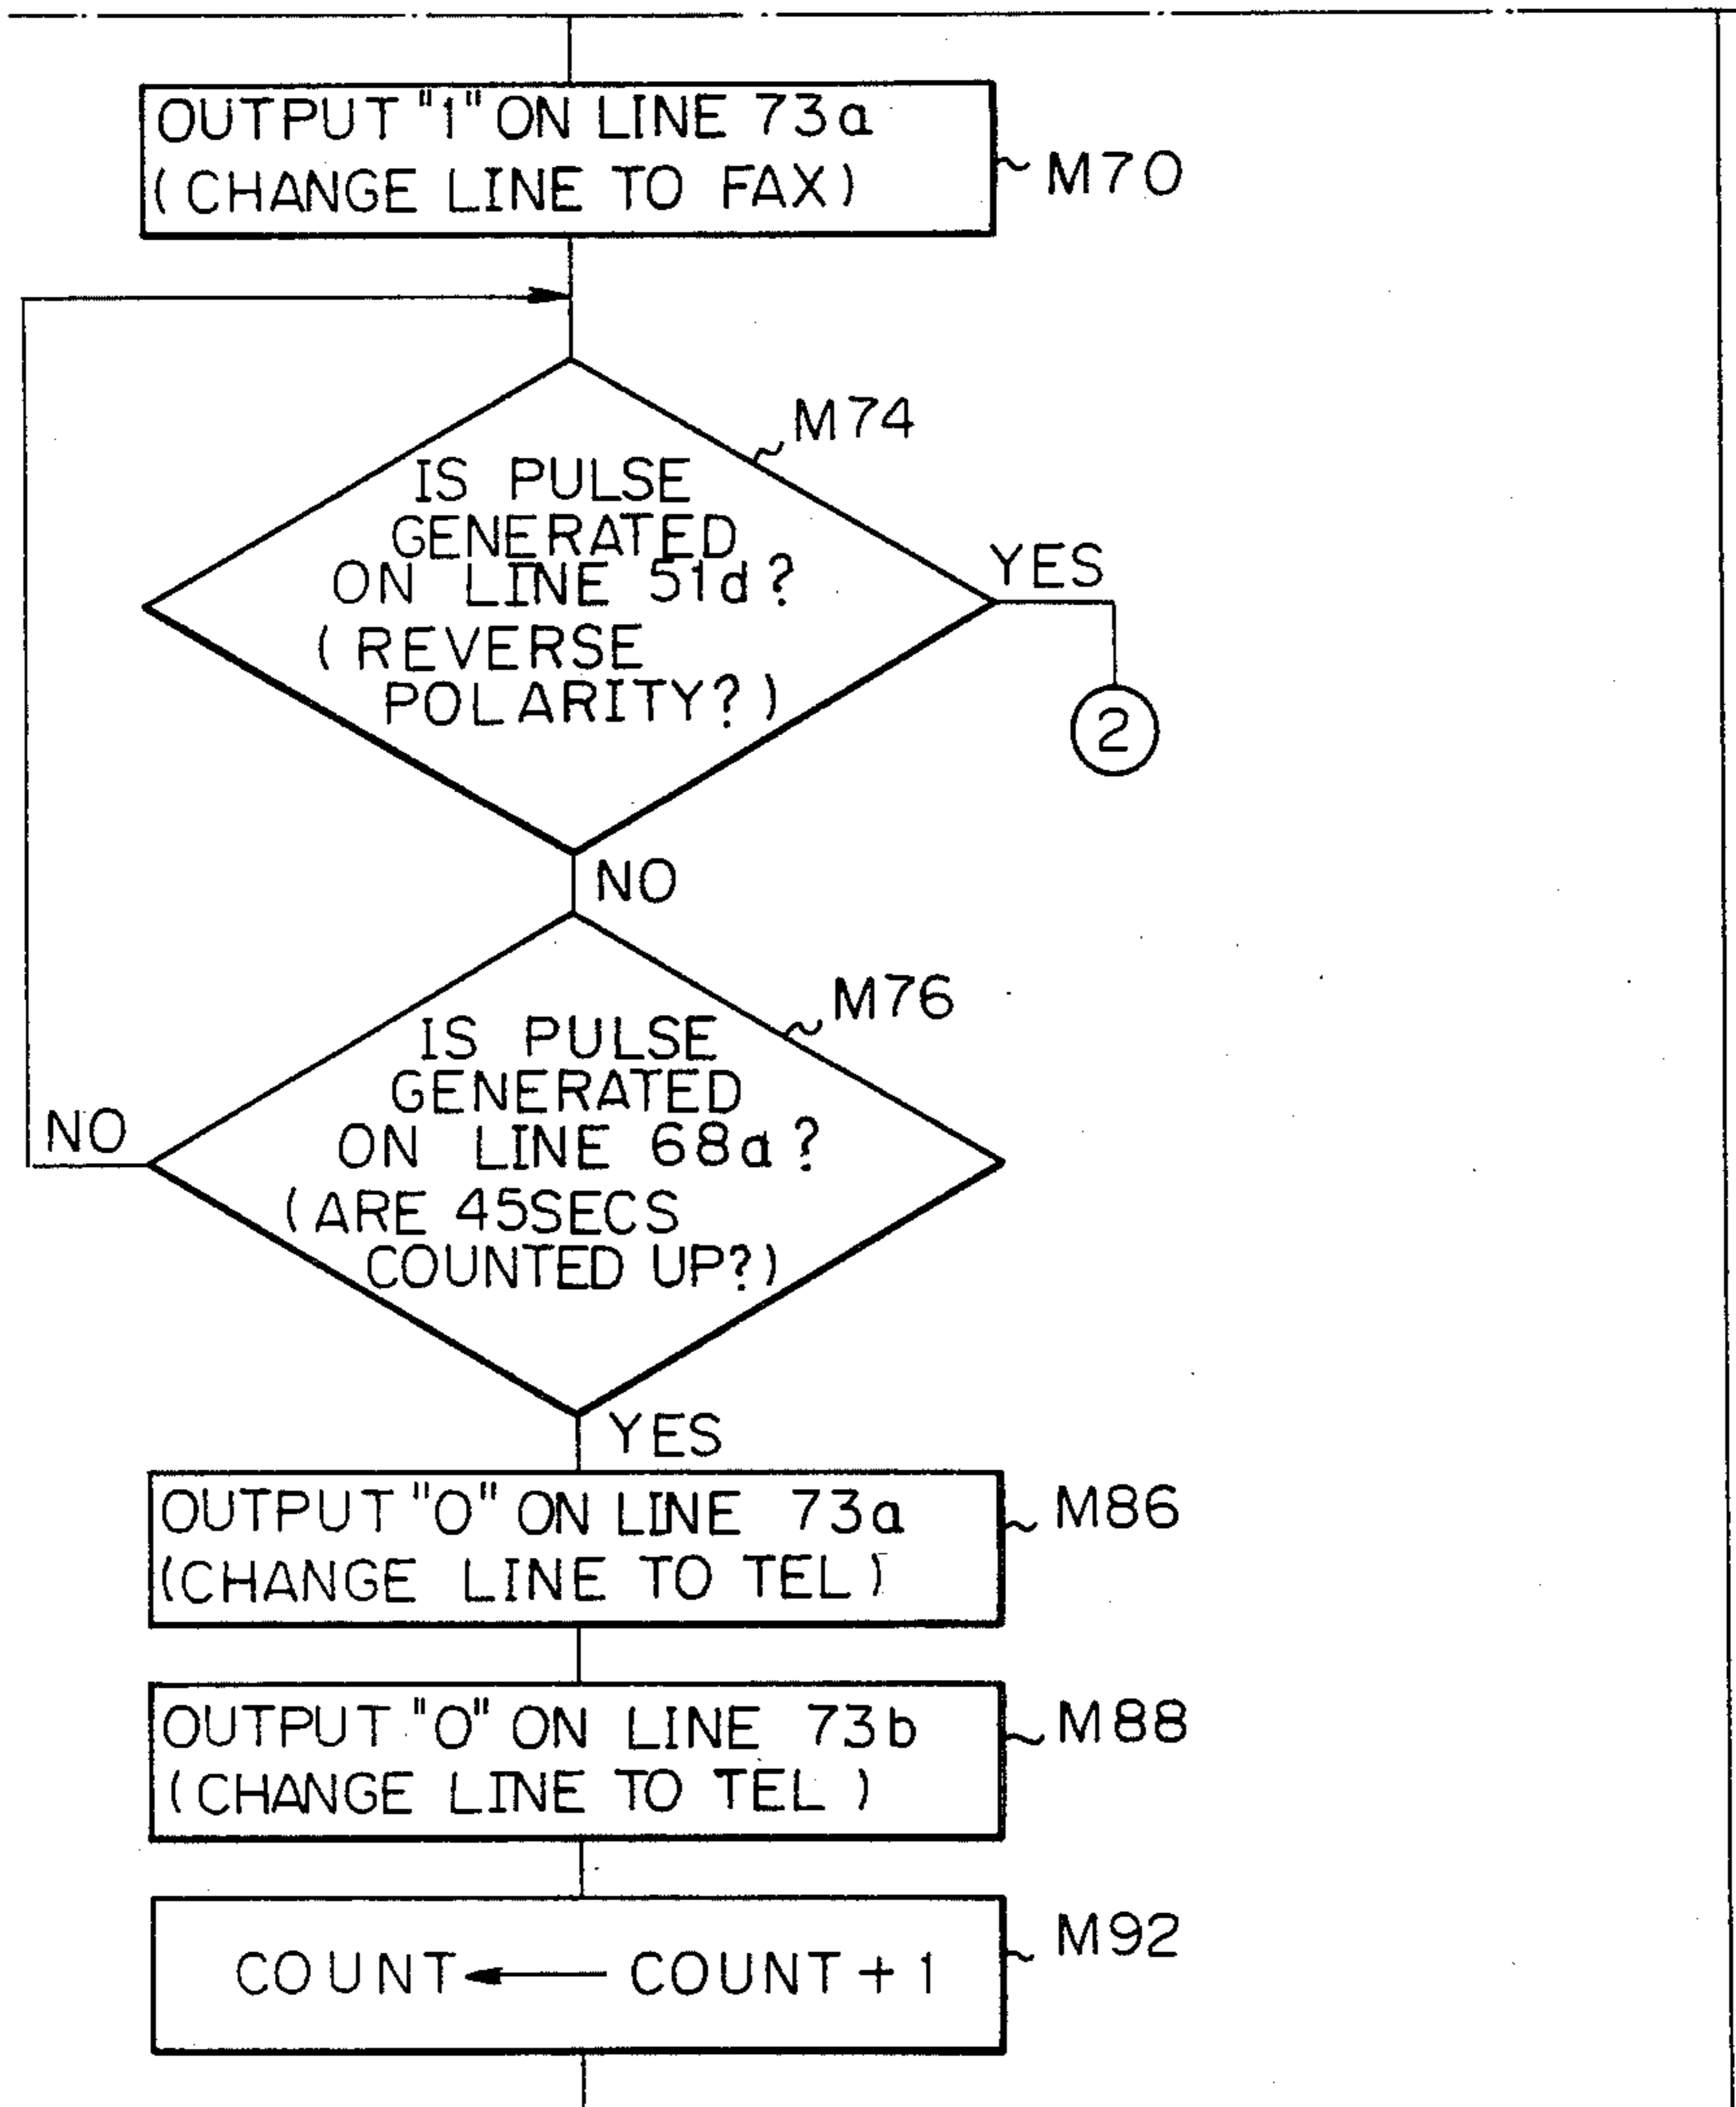 OUTPUT "1" ON LINE 73a
(CHANGE LINE TO FAX)
M70
M74
IS PULSE
GENERATED
ON LINE 51d?
(REVERSE
POLARITY?)
YES
2
NO
M76
IS PULSE
GENERATED
ON LINE 68a?
(ARE 45SECS
COUNTED UP?)
NO
YES
OUTPUT "0" ON LINE 73a
(CHANGE LINE TO TEL)
M86
OUTPUT "0" ON LINE 73b
(CHANGE LINE TO TEL)
M88
COUNT ← COUNT + 1
M92